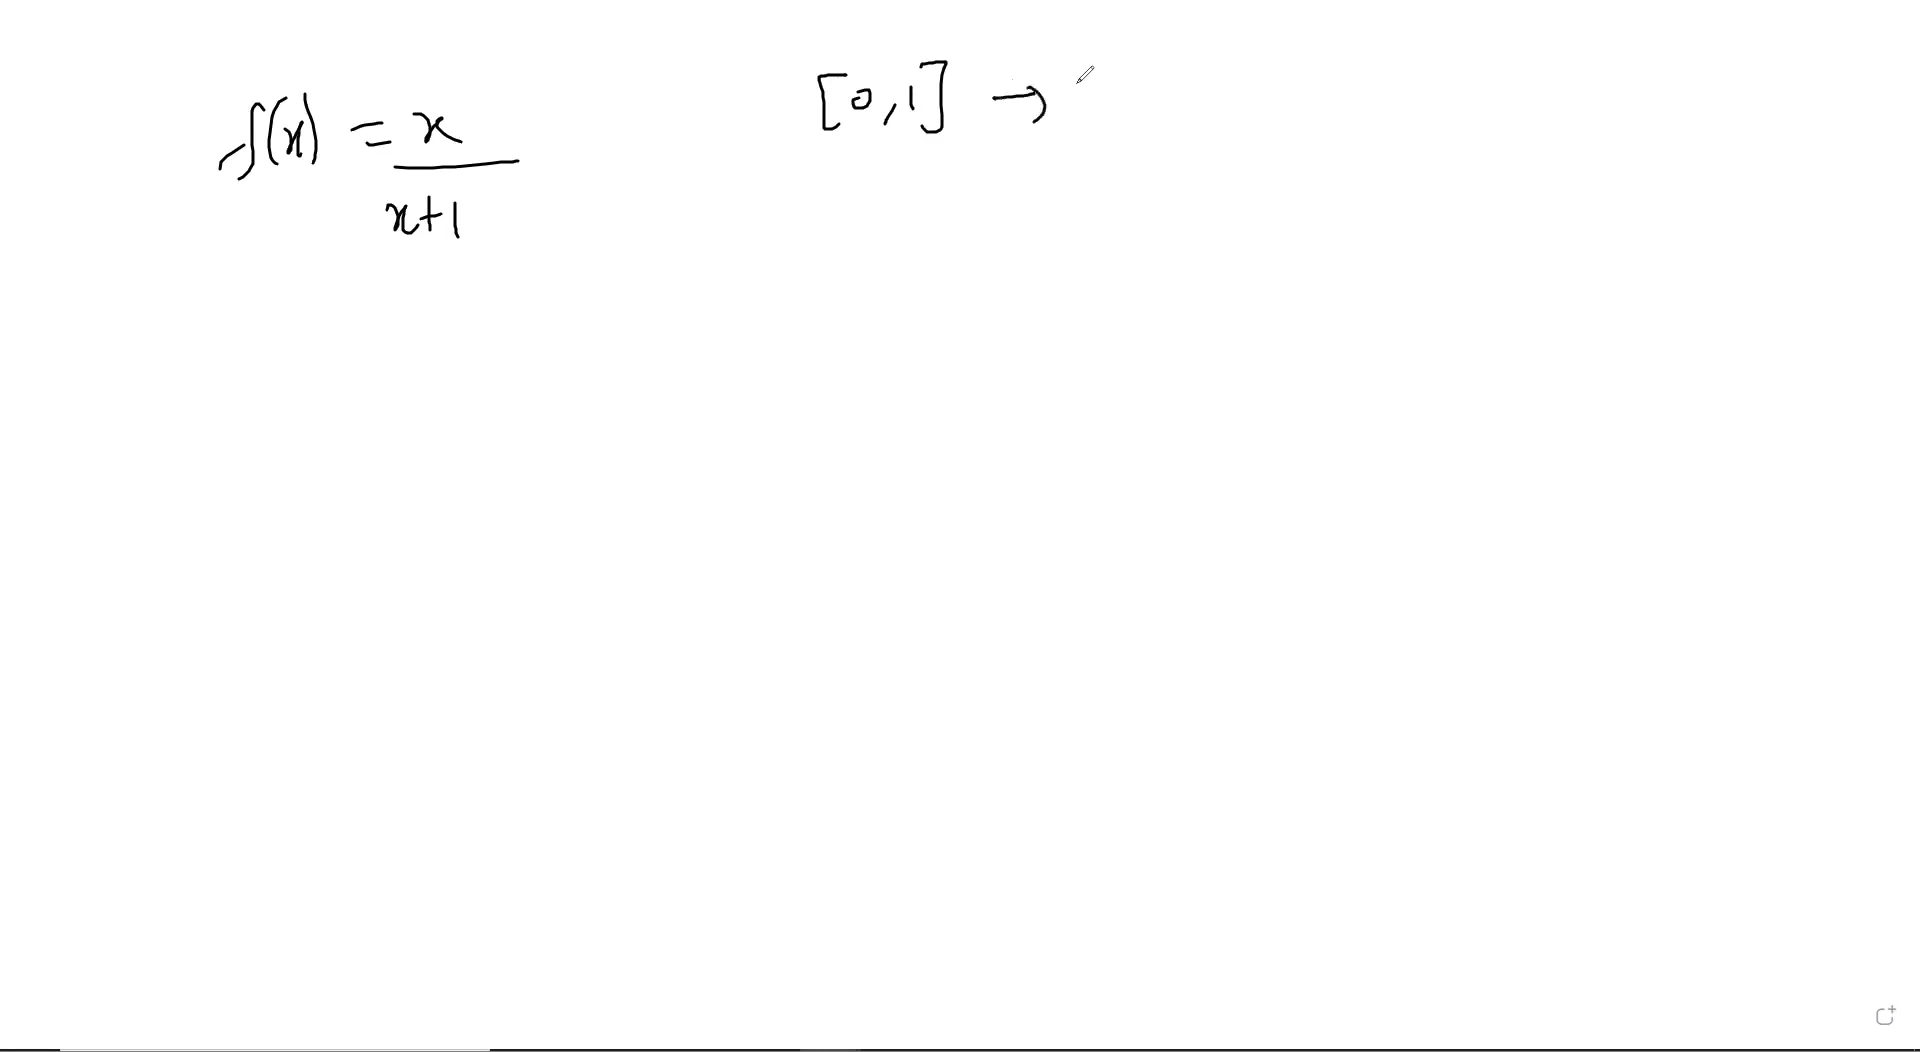 f(x) = x
x+1
[0,1] →